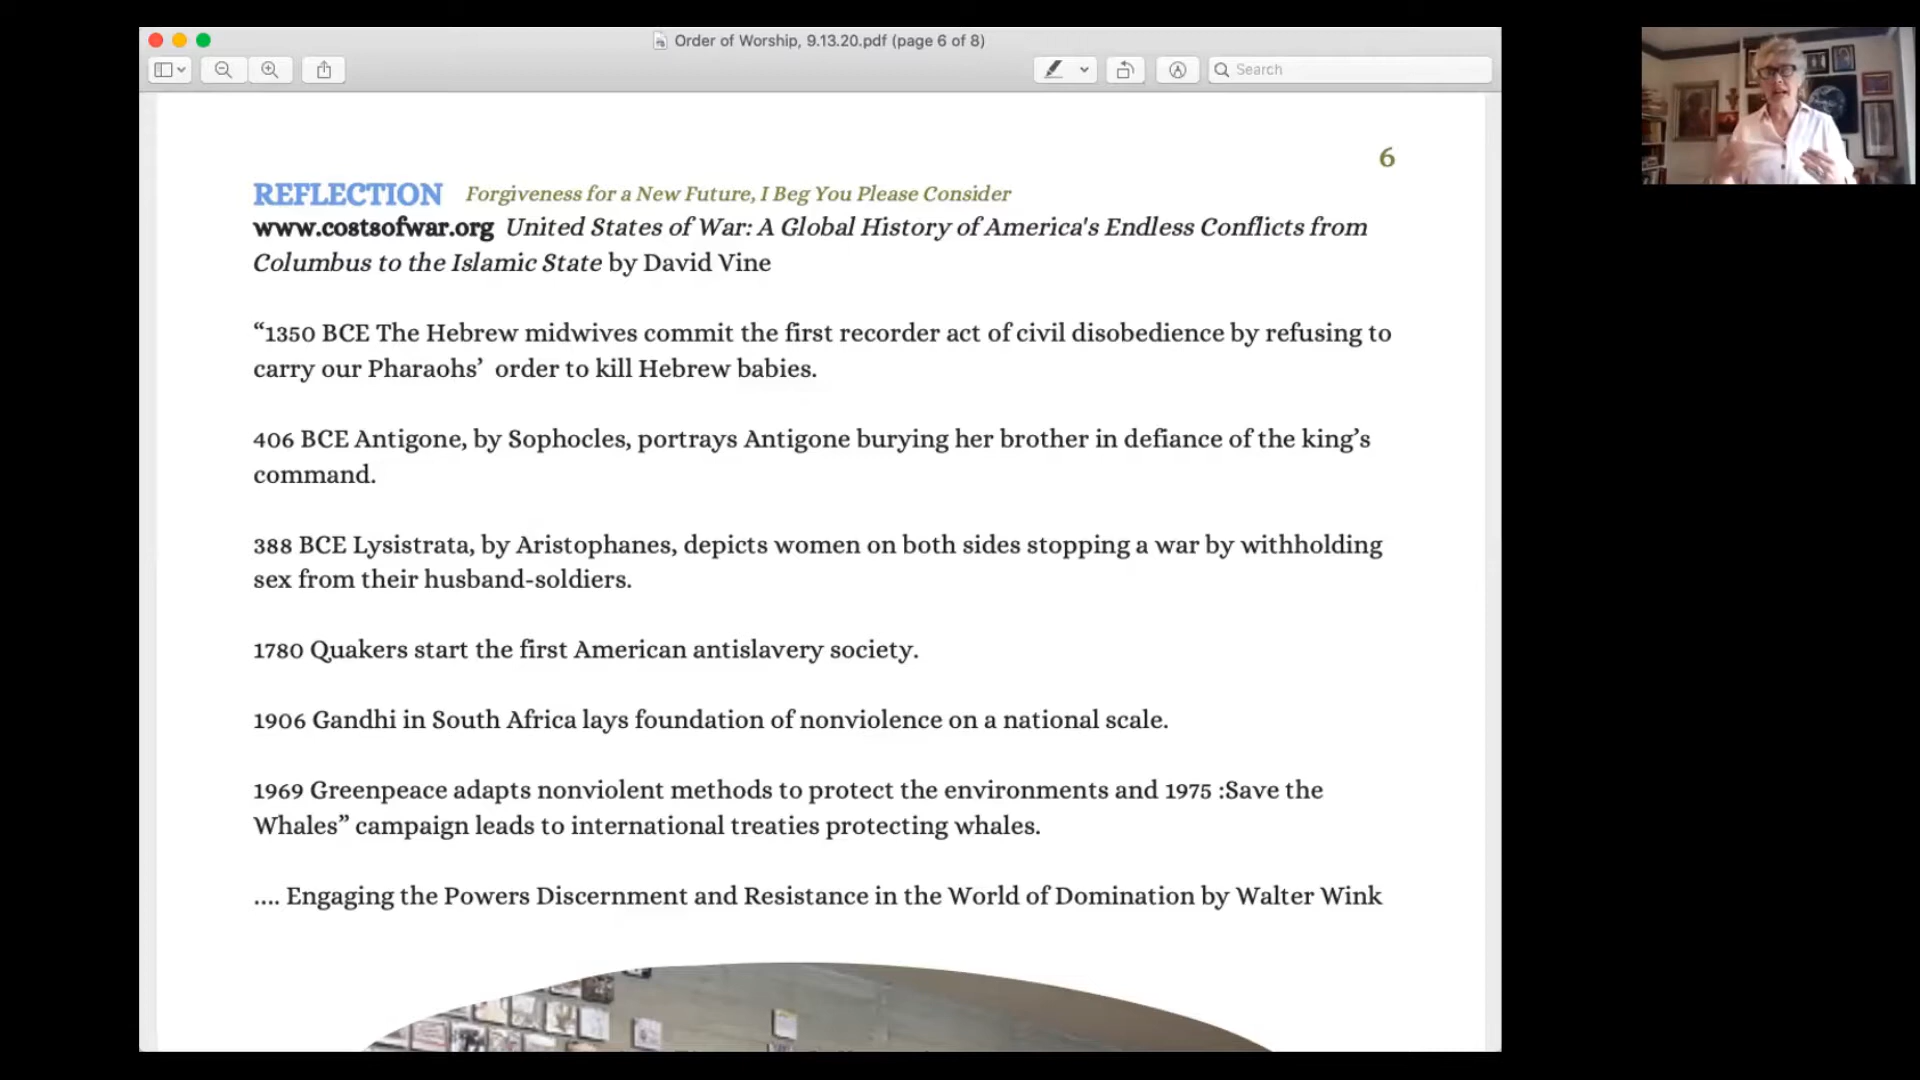 Order of Worship, 9.13.20.pdf (page 6 of 8)
Search
6
REFLECTION Forgiveness for a New Future, I Beg You Please Consider
www.costsofwar.org United States of War: A Global History of America's Endless Conflicts from
Columbus to the Islamic State by David Vine
“1350 BCE The Hebrew midwives commit the first recorder act of civil disobedience by refusing to
carry our Pharaohs’ order to kill Hebrew babies.
406 BCE Antigone, by Sophocles, portrays Antigone burying her brother in defiance of the king’s
command.
388 BCE Lysistrata, by Aristophanes, depicts women on both sides stopping a war by withholding
sex from their husband-soldiers.
1780 Quakers start the first American antislavery society.
1906 Gandhi in South Africa lays foundation of nonviolence on a national scale.
1969 Greenpeace adapts nonviolent methods to protect the environments and 1975 :Save the
Whales” campaign leads to international treaties protecting whales.
.... Engaging the Powers Discernment and Resistance in the World of Domination by Walter Wink